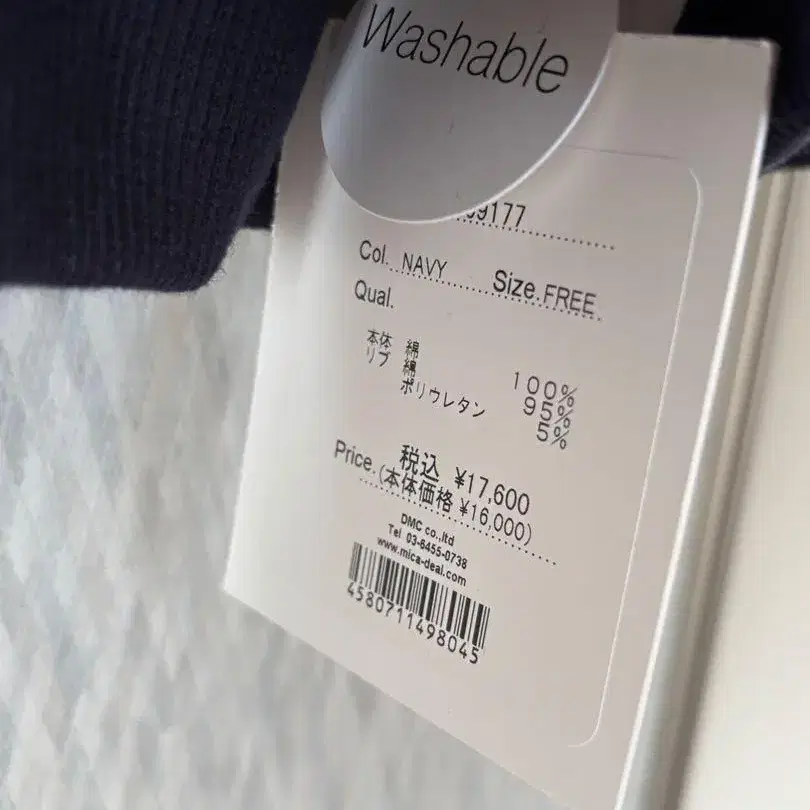 Washable
99177
Col. NAVY Size.FREE
Qual.
本体 綿 100%
リブ 綿 95%
ポリウレタン 5%
Price. 税込 ¥17,600
(本体価格 ¥16,000)
DMC co.,ltd
Tel 03-6455-0738
www.mica-deal.com
4580711498045